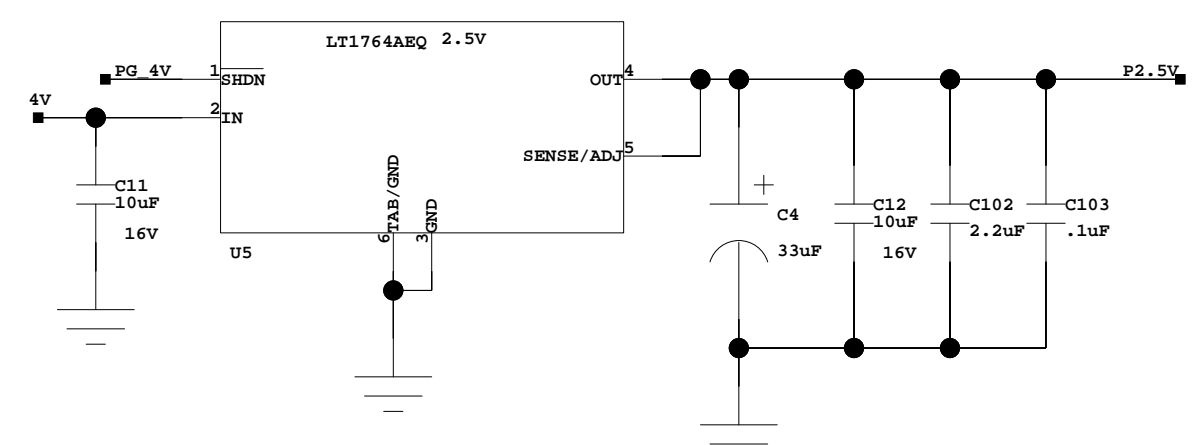 LT1764AEQ 2.5V
PG_4V
1
SHDN
4V
2
IN
OUT
4
P2.5V
SENSE/ADJ
5
TAB/GND
6
GND
3
U5
C11
10uF
16V
C4
33uF
C12
10uF
16V
C102
2.2uF
C103
.1uF